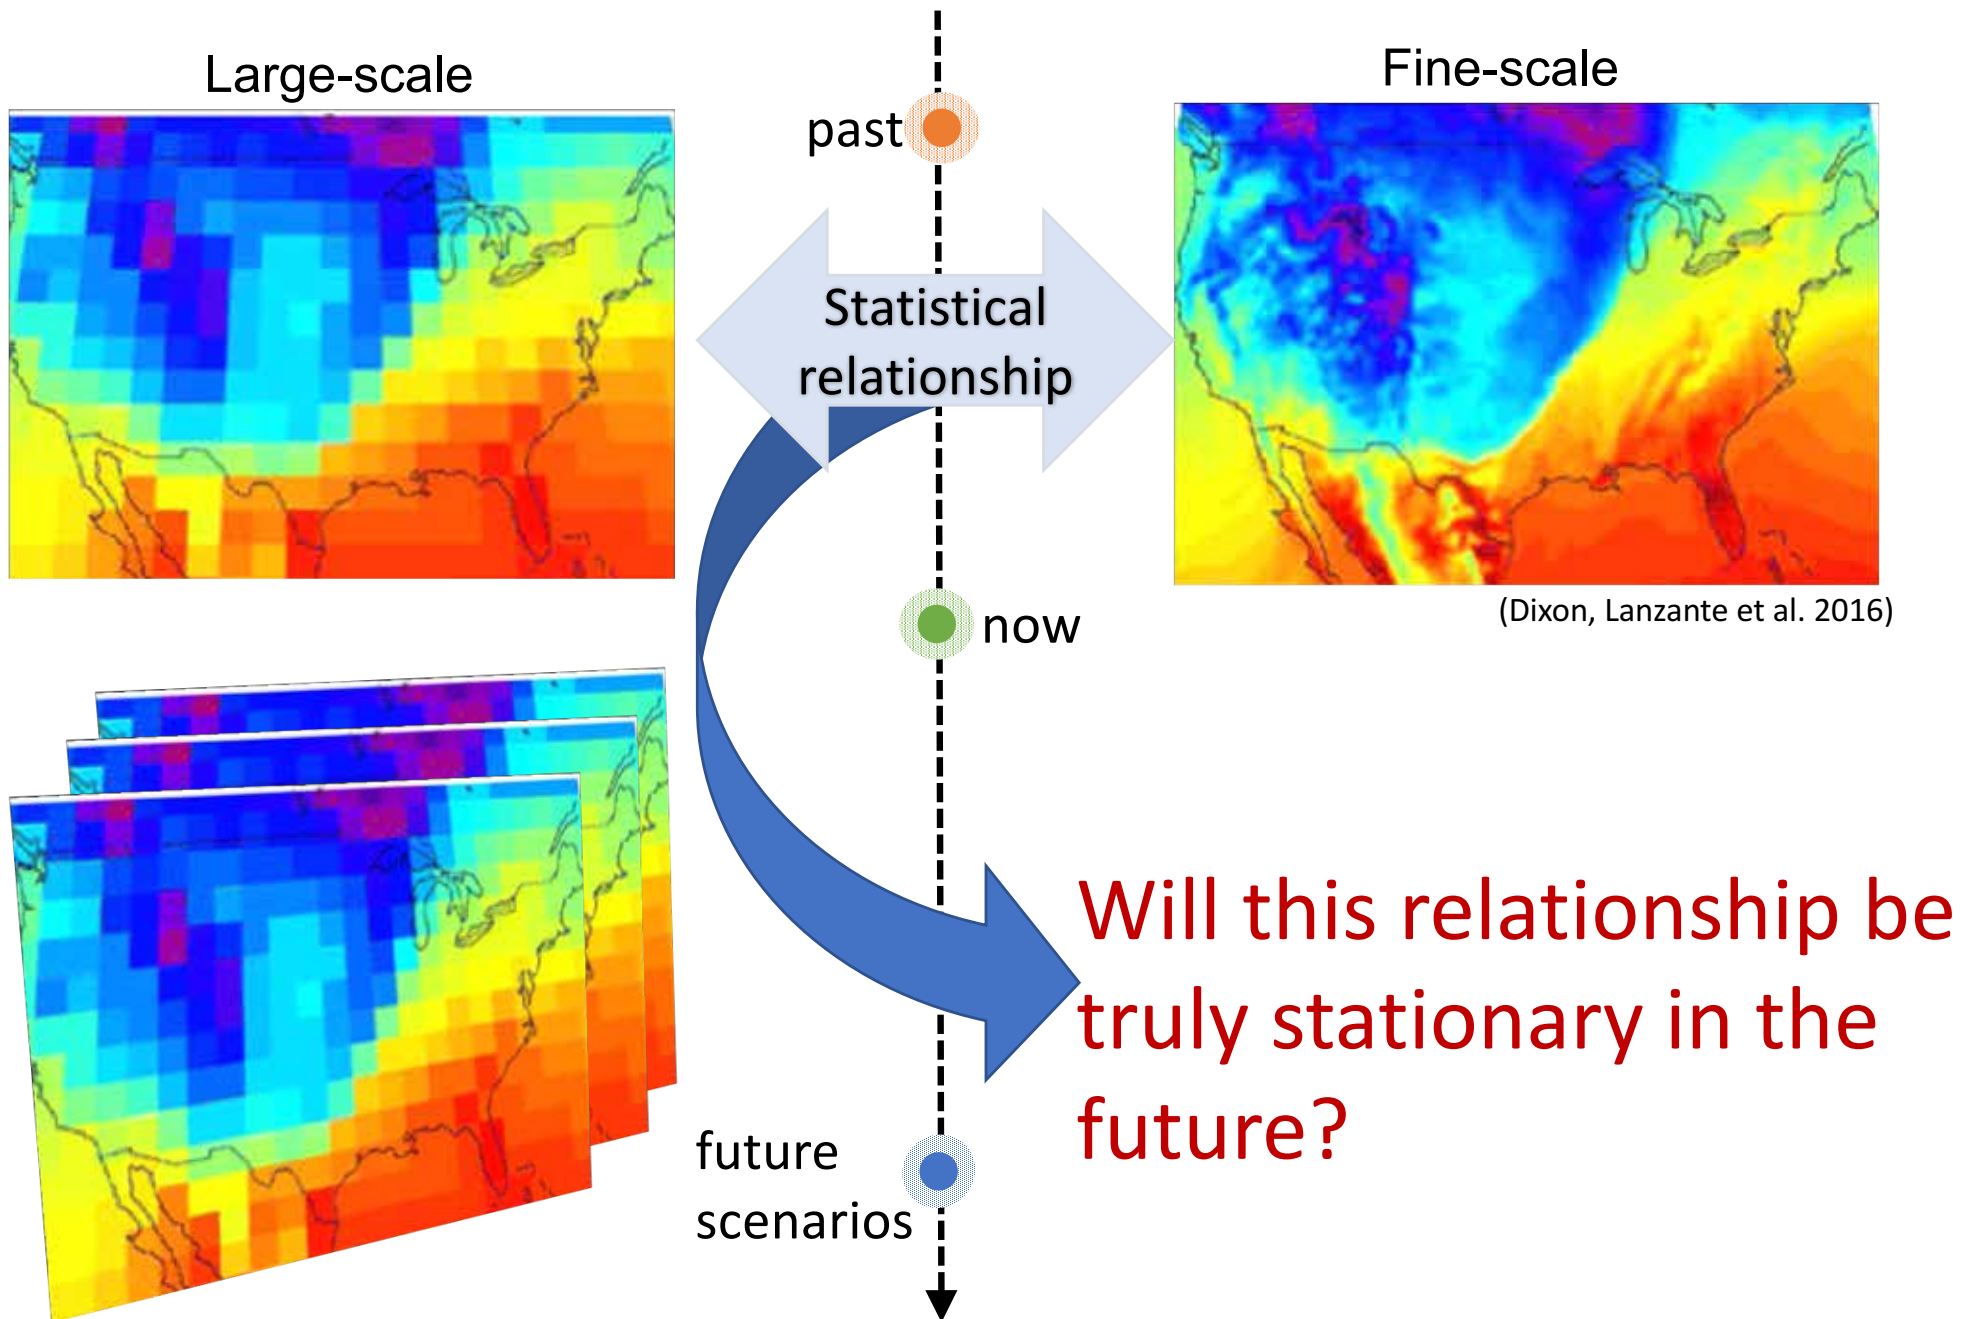 Large-scale
Fine-scale
past
Statistical
relationship
(Dixon, Lanzante et al. 2016)
now
Will this relationship be
truly stationary in the
future?
future
scenarios